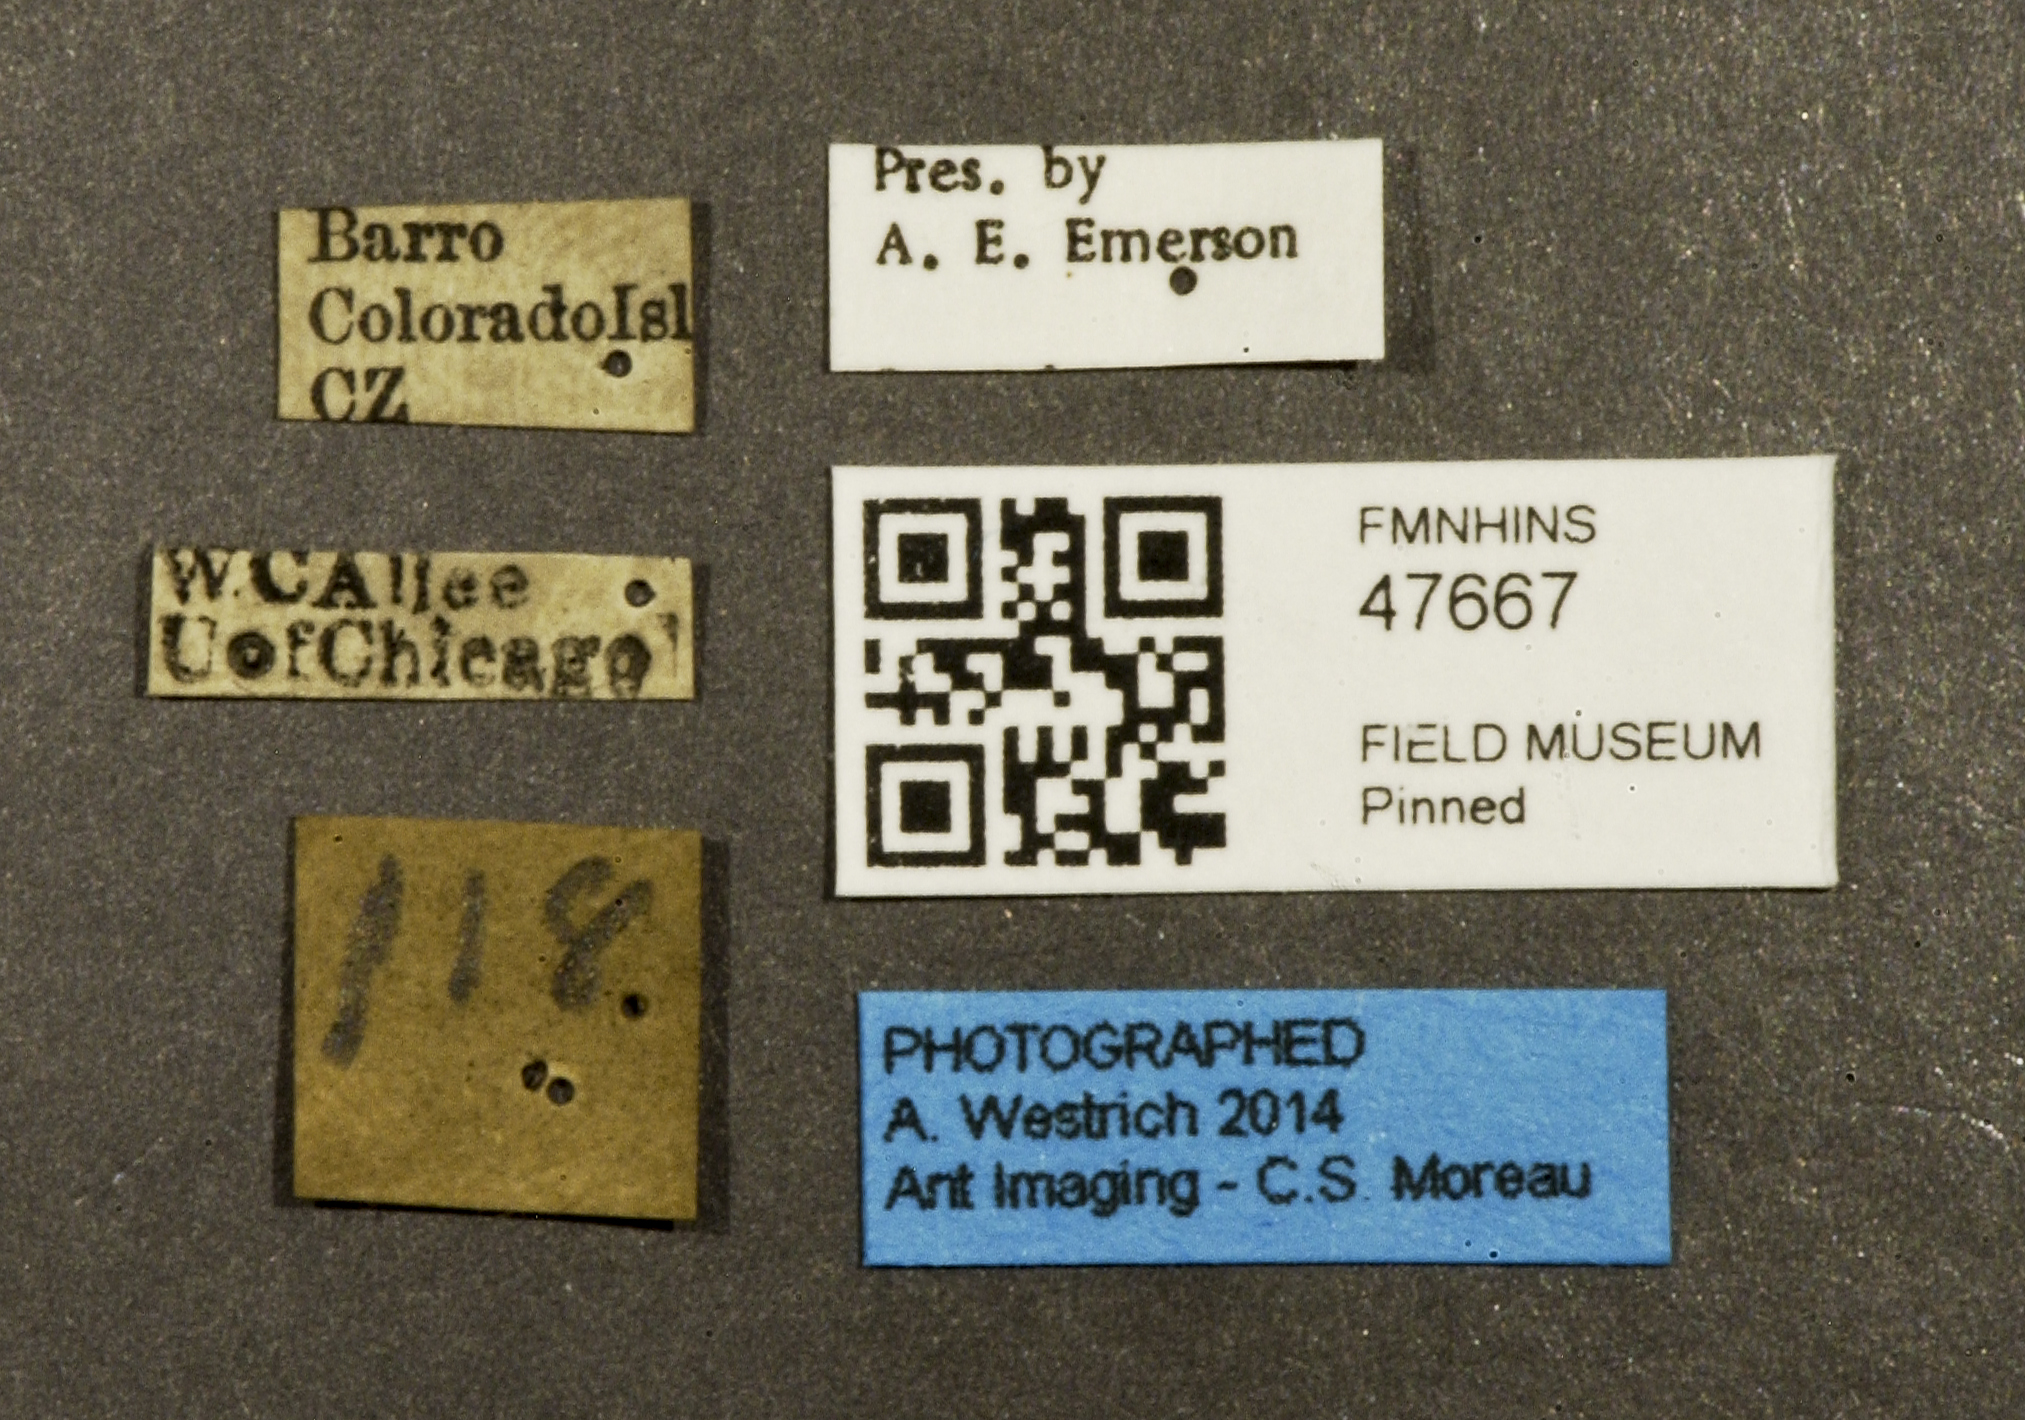 Barro
ColoradoIsl
CZ
W.C Allee
UofChicago
118
Pres. by
A. E. Emerson
FMNHINS
47667
FIELD MUSEUM
Pinned
PHOTOGRAPHED
A. Westrich 2014
Ant Imaging - C.S. Moreau